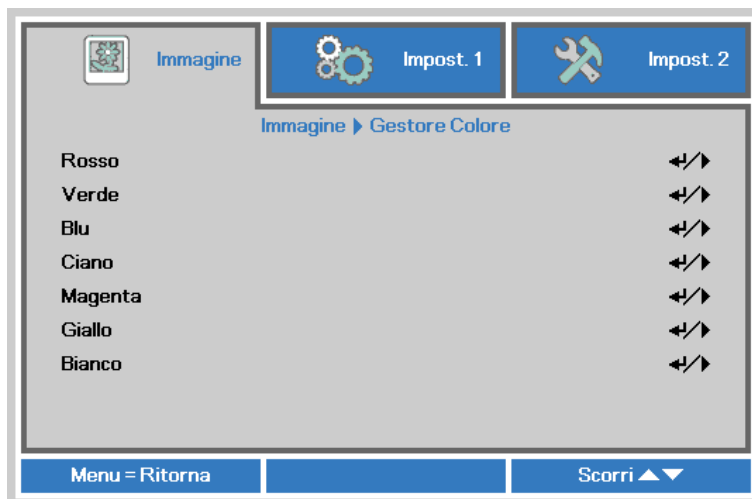 Immagine Impost. 1 Impost. 2
Immagine ▶ Gestore Colore
Rosso ↵/▶
Verde ↵/▶
Blu ↵/▶
Ciano ↵/▶
Magenta ↵/▶
Giallo ↵/▶
Bianco ↵/▶
Menu = Ritorna Scorri ▲▼